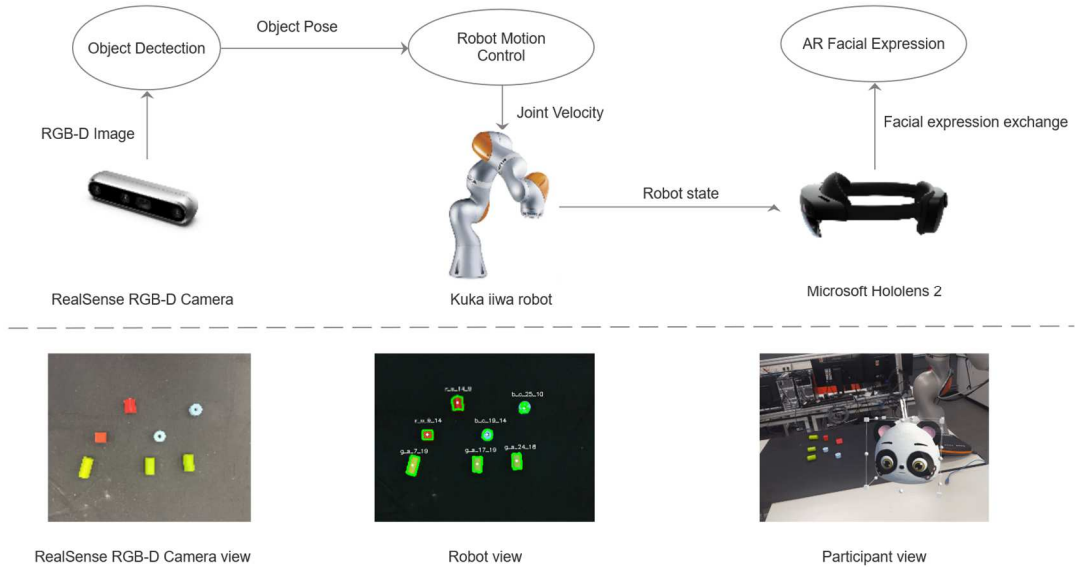 Object Dectection
Object Pose
Robot Motion
Control
AR Facial Expression
RGB-D Image
Joint Velocity
Facial expression exchange
Robot state
RealSense RGB-D Camera
Kuka iiwa robot
Microsoft Hololens 2
r_s_14_9
b_c_25_10
b_c_19_14
g_s_7_19
g_s_17_19
g_s_24_18
RealSense RGB-D Camera view
Robot view
Participant view